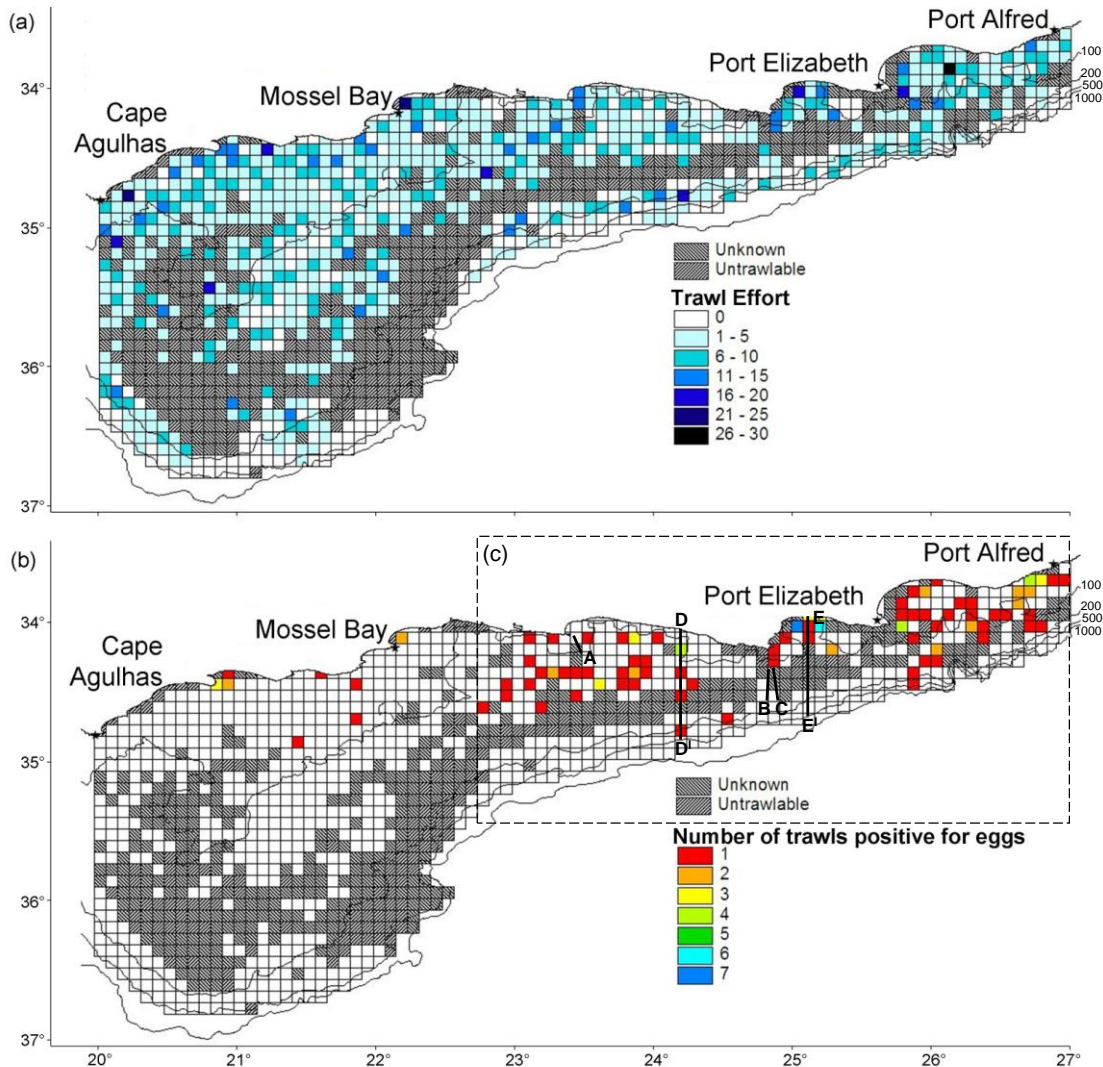 (a)
Port Alfred
Port Elizabeth
Mossel Bay
Cape
Agulhas
100
200
500
1000
34°
35°
36°
37°
Unknown
Untrawlable
Trawl Effort
0
1 - 5
6 - 10
11 - 15
16 - 20
21 - 25
26 - 30
(b)
(c)
Port Alfred
Port Elizabeth
Mossel Bay
Cape
Agulhas
100
200
500
1000
34°
35°
36°
37°
A
D
D'
B
C
E
E'
Unknown
Untrawlable
Number of trawls positive for eggs
1
2
3
4
5
6
7
20°
21°
22°
23°
24°
25°
26°
27°